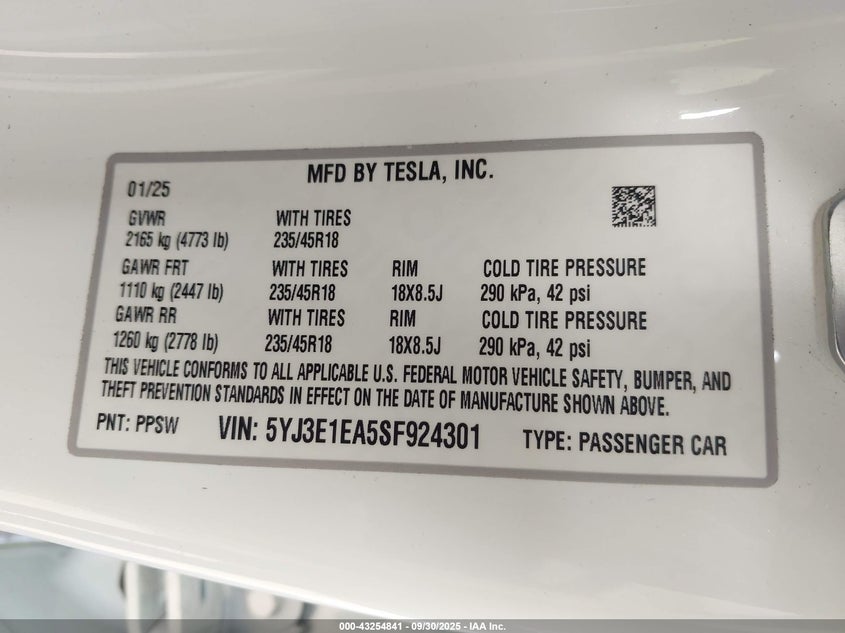 MFD BY TESLA, INC.
01/25
GVWR WITH TIRES
2165 kg (4773 lb) 235/45R18
GAWR FRT WITH TIRES RIM COLD TIRE PRESSURE
1110 kg (2447 lb) 235/45R18 18X8.5J 290 kPa, 42 psi
GAWR RR WITH TIRES RIM COLD TIRE PRESSURE
1260 kg (2778 lb) 235/45R18 18X8.5J 290 kPa, 42 psi
THIS VEHICLE CONFORMS TO ALL APPLICABLE U.S. FEDERAL MOTOR VEHICLE SAFETY, BUMPER, AND
THEFT PREVENTION STANDARDS IN EFFECT ON THE DATE OF MANUFACTURE SHOWN ABOVE.
PNT: PPSW VIN: 5YJ3E1EA5SF924301 TYPE: PASSENGER CAR
000-43254841 - 09/30/2025 - IAA Inc.